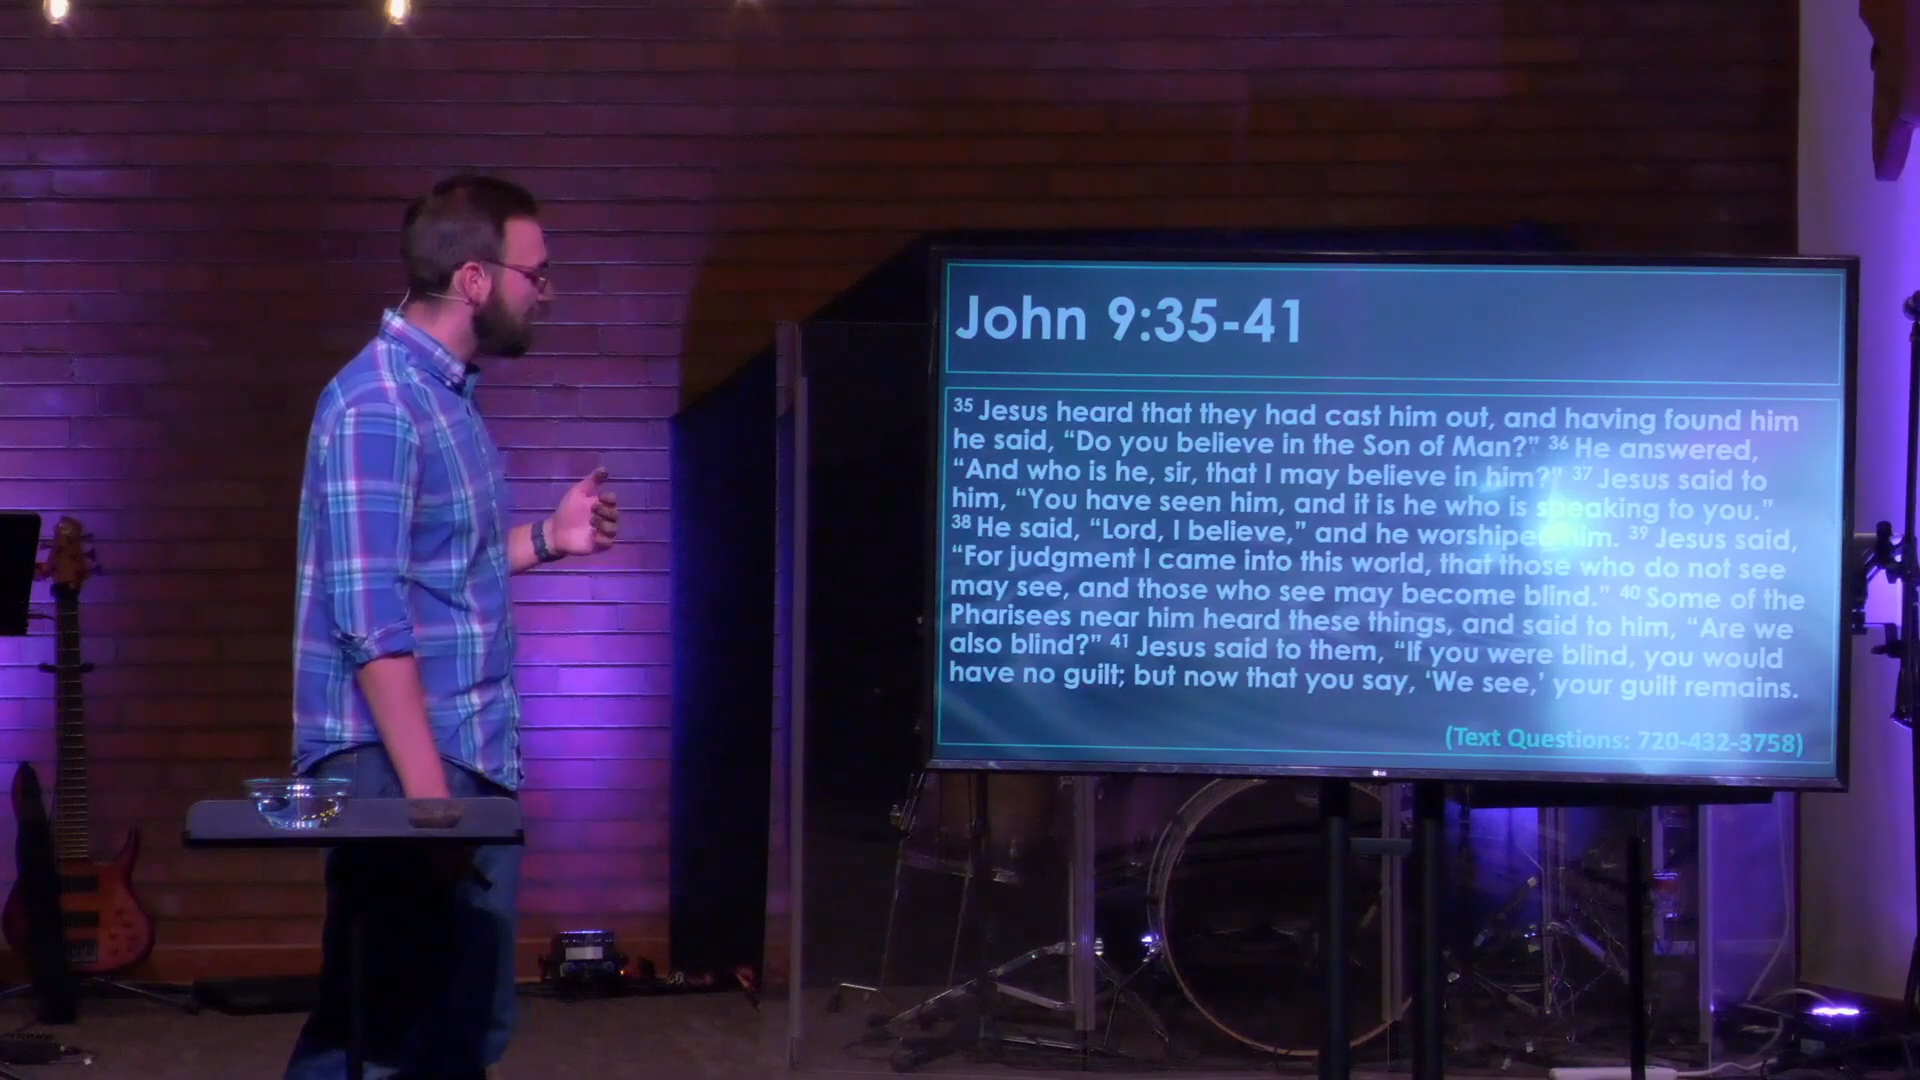 John 9:35-41
35 Jesus heard that they had cast him out, and having found him
he said, “Do you believe in the Son of Man?” 36 He answered,
“And who is he, sir, that I may believe in him?” 37 Jesus said to
him, “You have seen him, and it is he who is speaking to you.”
38 He said, “Lord, I believe,” and he worshiped him. 39 Jesus said,
“For judgment I came into this world, that those who do not see
may see, and those who see may become blind.” 40 Some of the
Pharisees near him heard these things, and said to him, “Are we
also blind?” 41 Jesus said to them, “If you were blind, you would
have no guilt; but now that you say, ‘We see,’ your guilt remains.
(Text Questions: 720-432-3758)
LG